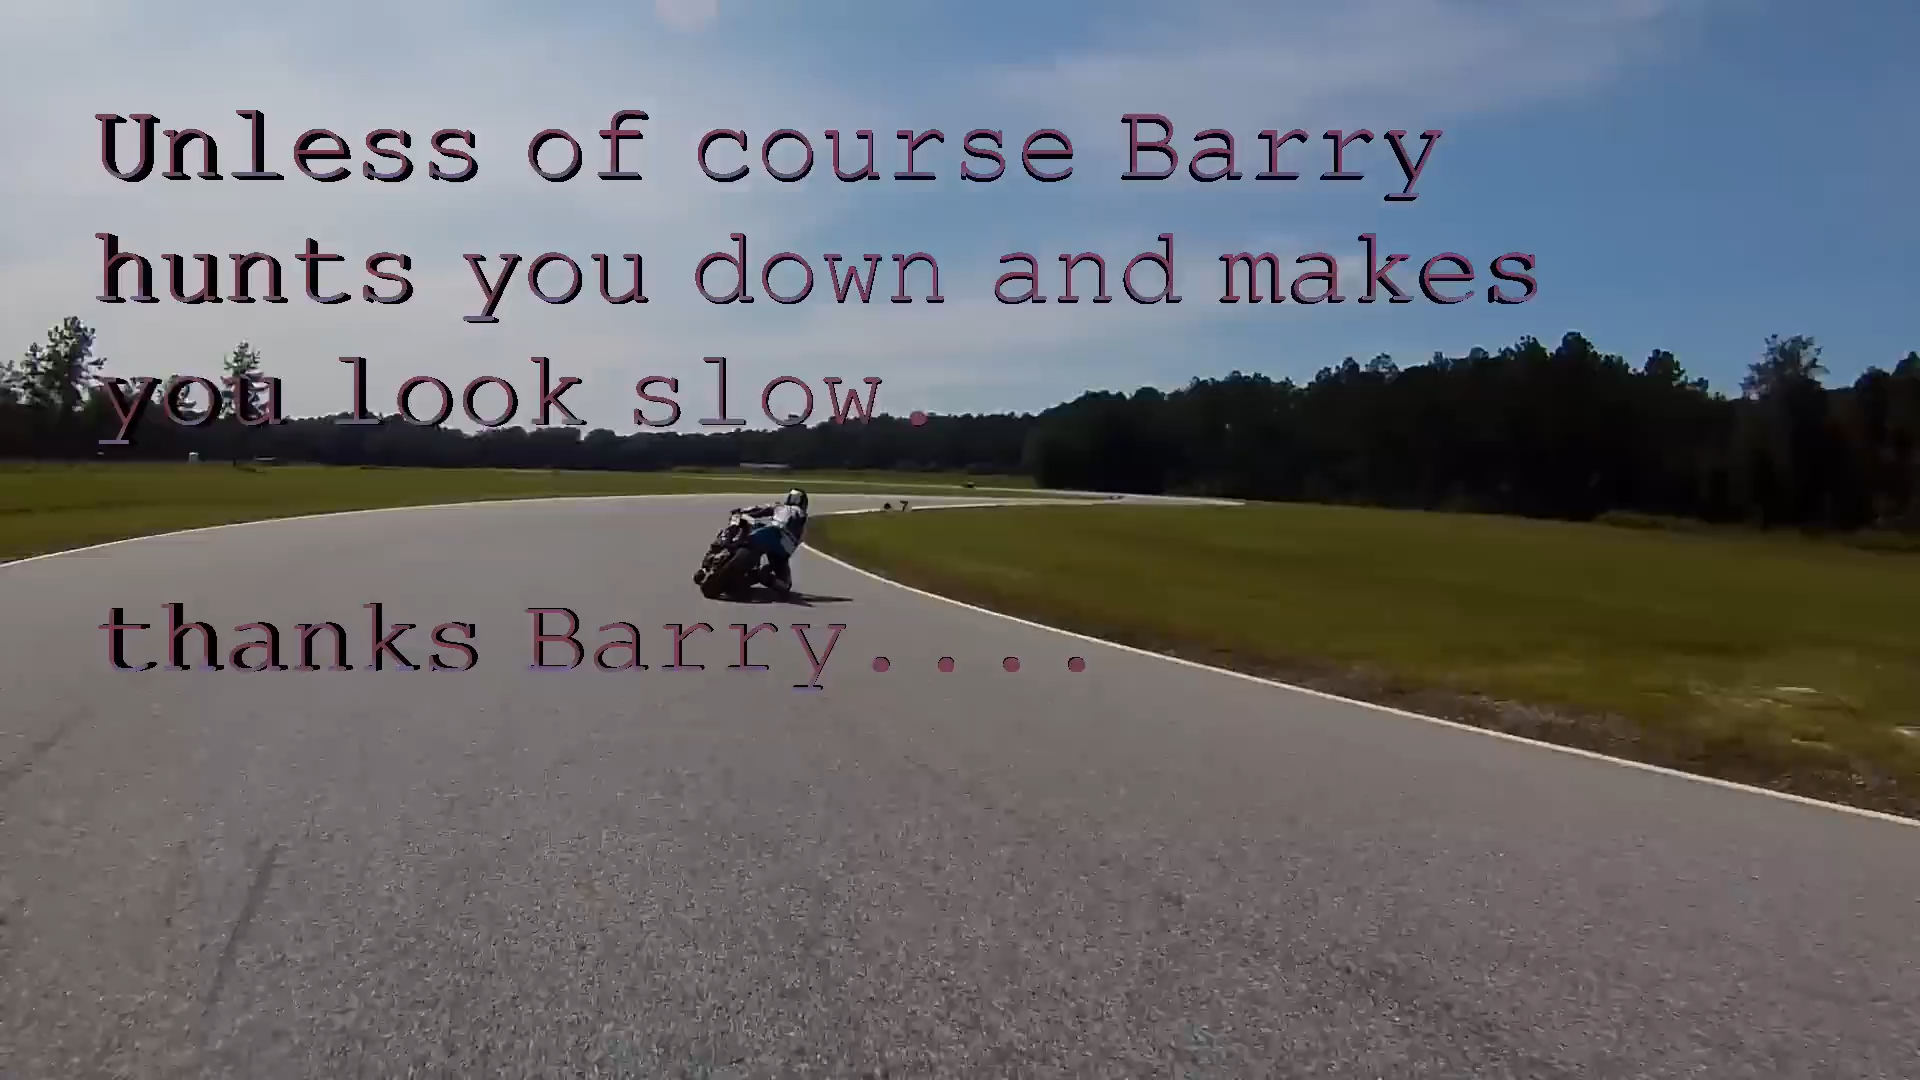 Unless of course Barry
hunts you down and makes
you look slow.
thanks Barry....